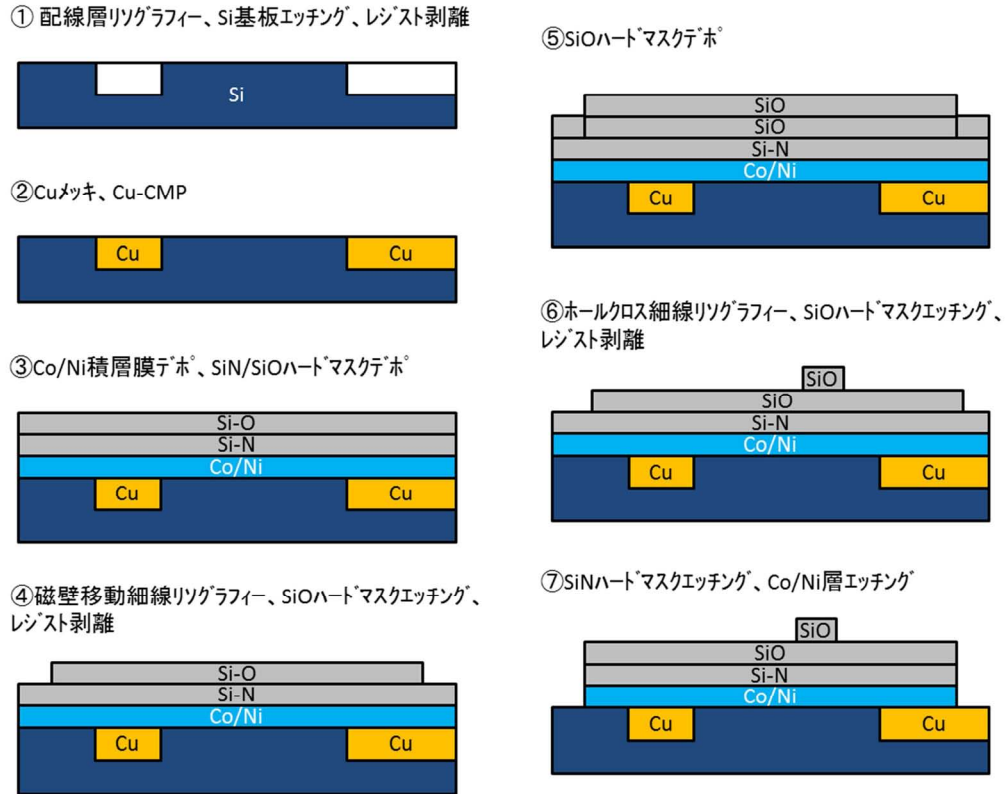 ① 配線層リソグラフィー、Si基板エッチング、レジスト剥離
Si
②Cuメッキ、Cu-CMP
Cu
Cu
③Co/Ni積層膜デポ、SiN/SiOハードマスクデポ
Si-O
Si-N
Co/Ni
Cu
Cu
④磁壁移動細線リソグラフィー、SiOハードマスクエッチング、
レジスト剥離
Si-O
Si-N
Co/Ni
Cu
Cu
⑤SiOハードマスクデポ
SiO
SiO
Si-N
Co/Ni
Cu
Cu
⑥ホールクロス細線リソグラフィー、SiOハードマスクエッチング、
レジスト剥離
SiO
SiO
Si-N
Co/Ni
Cu
Cu
⑦SiNハードマスクエッチング、Co/Ni層エッチング
SiO
SiO
Si-N
Co/Ni
Cu
Cu